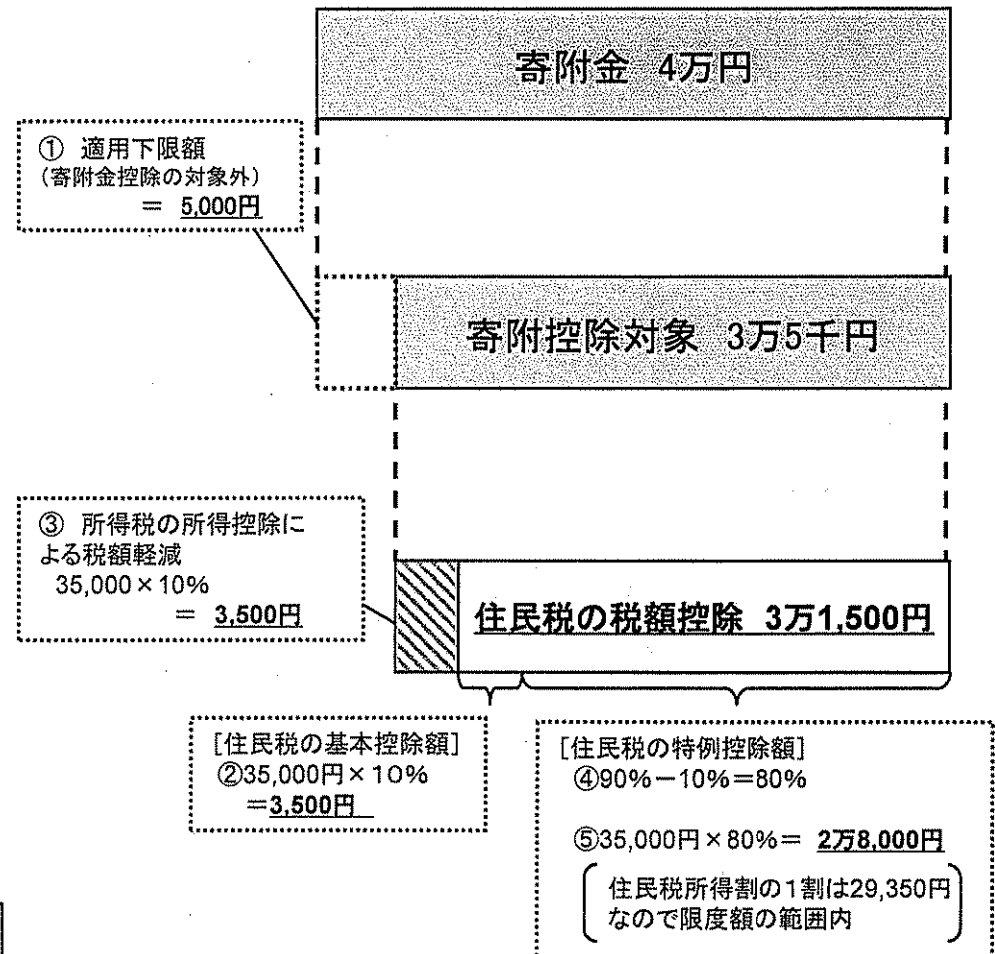 寄附金 4万円
① 適用下限額
(寄附金控除の対象外)
= 5,000円
寄附控除対象 3万5千円
③ 所得税の所得控除に
よる税額軽減
35,000×10%
= 3,500円
住民税の税額控除 3万1,500円
[住民税の基本控除額]
②35,000円×10%
=3,500円
[住民税の特例控除額]
④90%-10%=80%
⑤35,000円×80%= 2万8,000円
住民税所得割の1割は29,350円
なので限度額の範囲内